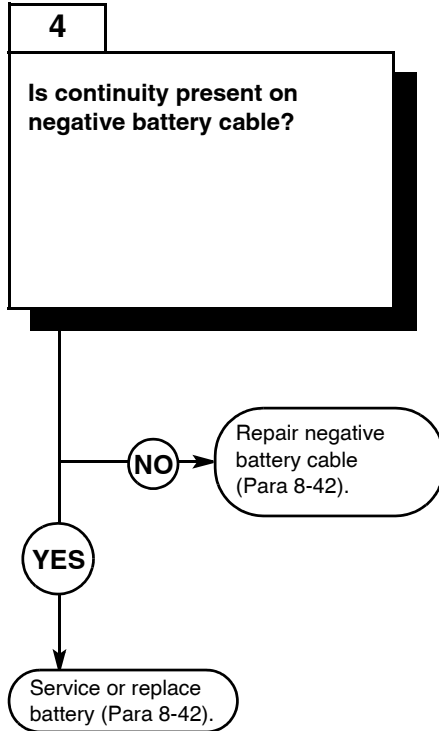 4
Is continuity present on
negative battery cable?
NO
Repair negative
battery cable
(Para 8-42).
YES
Service or replace
battery (Para 8-42).